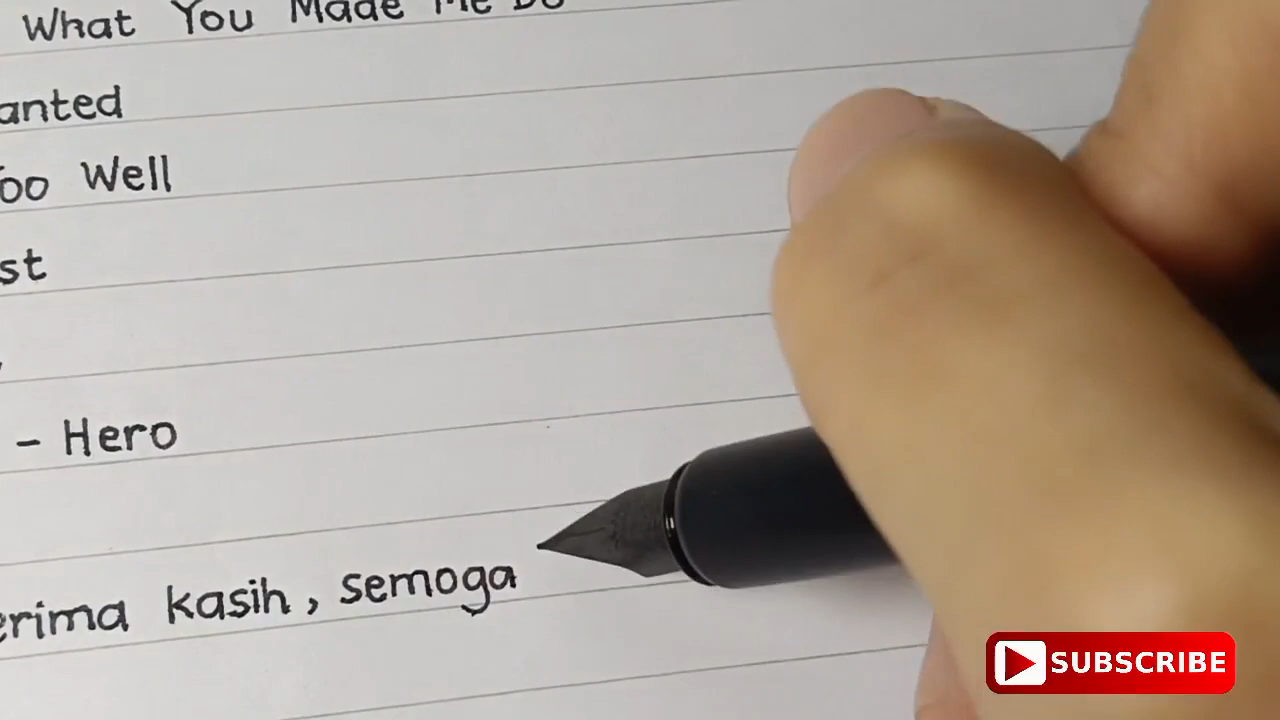 What You Made Me Do
anted
oo Well
st
- Hero
erima kasih, semoga
SUBSCRIBE